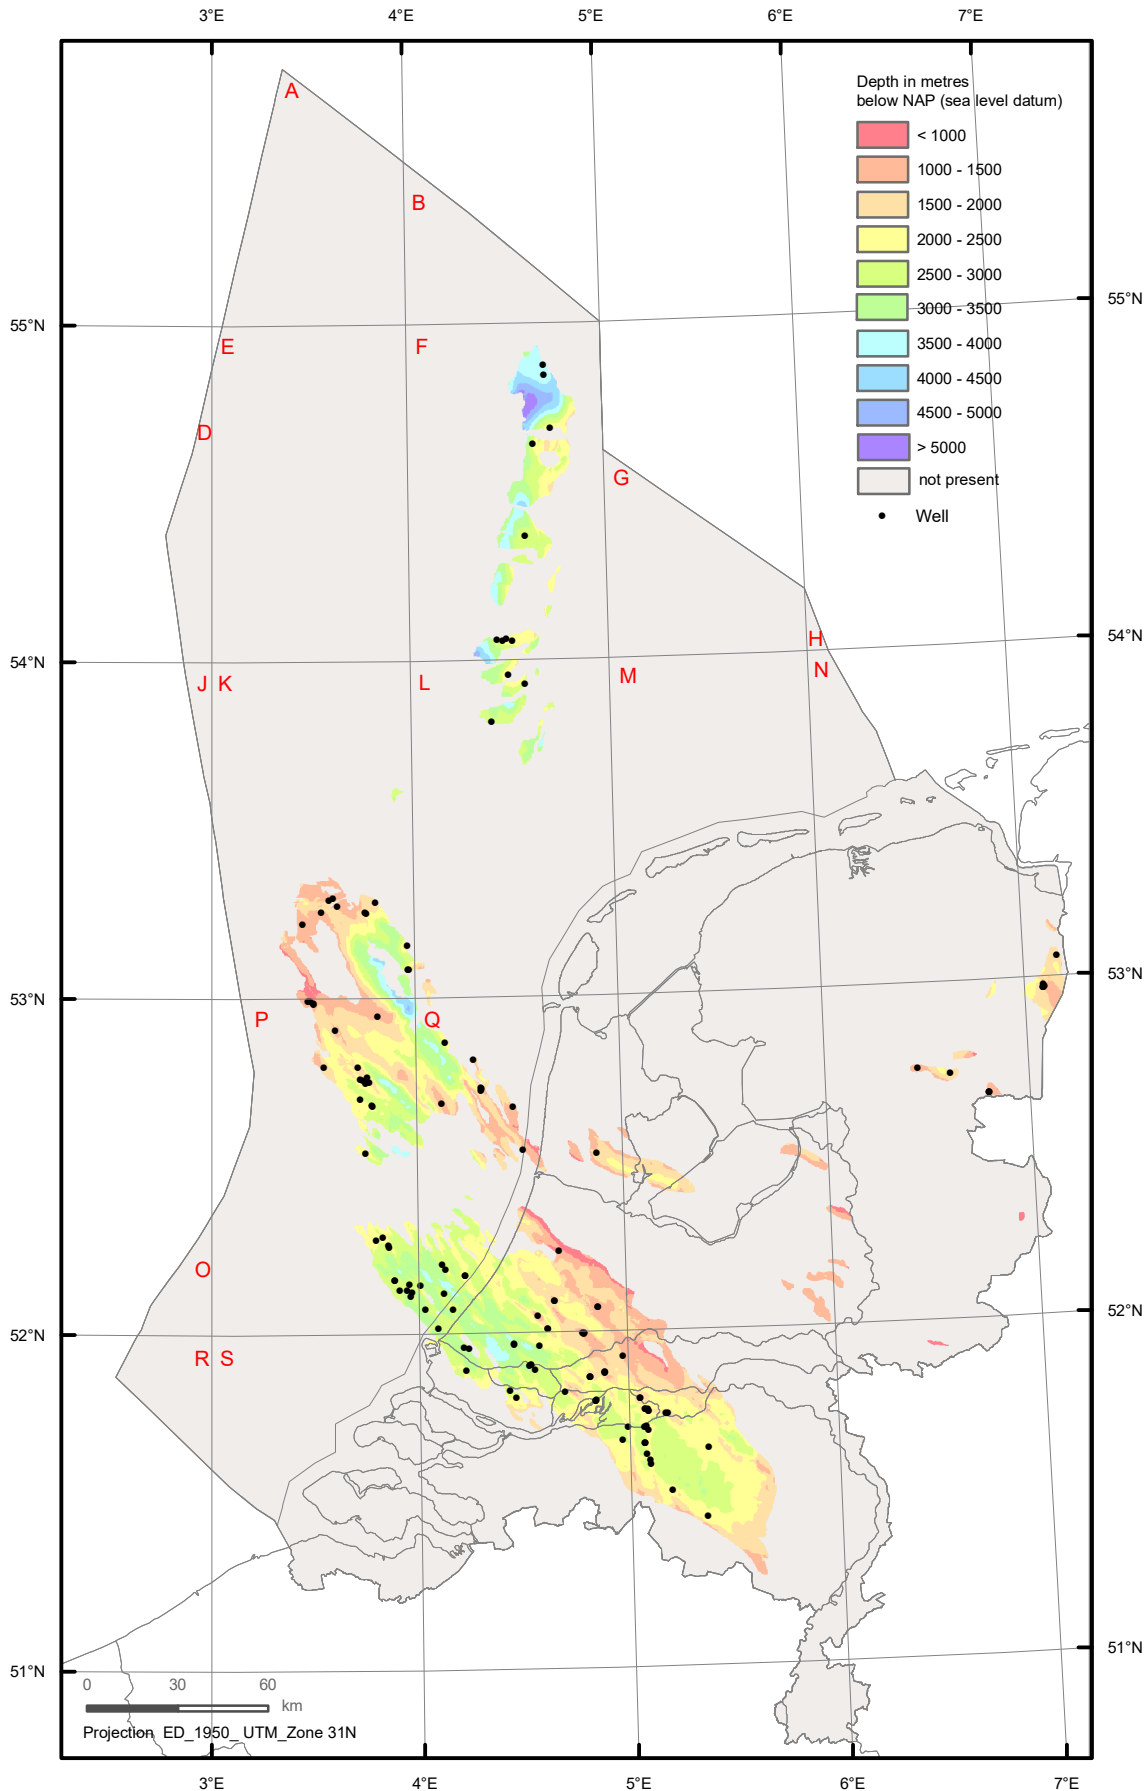 3°E 4°E 5°E 6°E 7°E
Depth in metres
below NAP (sea level datum)
< 1000
1000 - 1500
1500 - 2000
2000 - 2500
2500 - 3000
3000 - 3500
3500 - 4000
4000 - 4500
4500 - 5000
> 5000
not present
Well
A
B
55°N
55°N
E
F
D
G
H
54°N
54°N
J K
L
M
N
53°N
53°N
P
Q
O
52°N
52°N
R S
51°N
51°N
0 30 60
km
Projection ED_1950_ UTM_Zone 31N
3°E 4°E 5°E 6°E 7°E